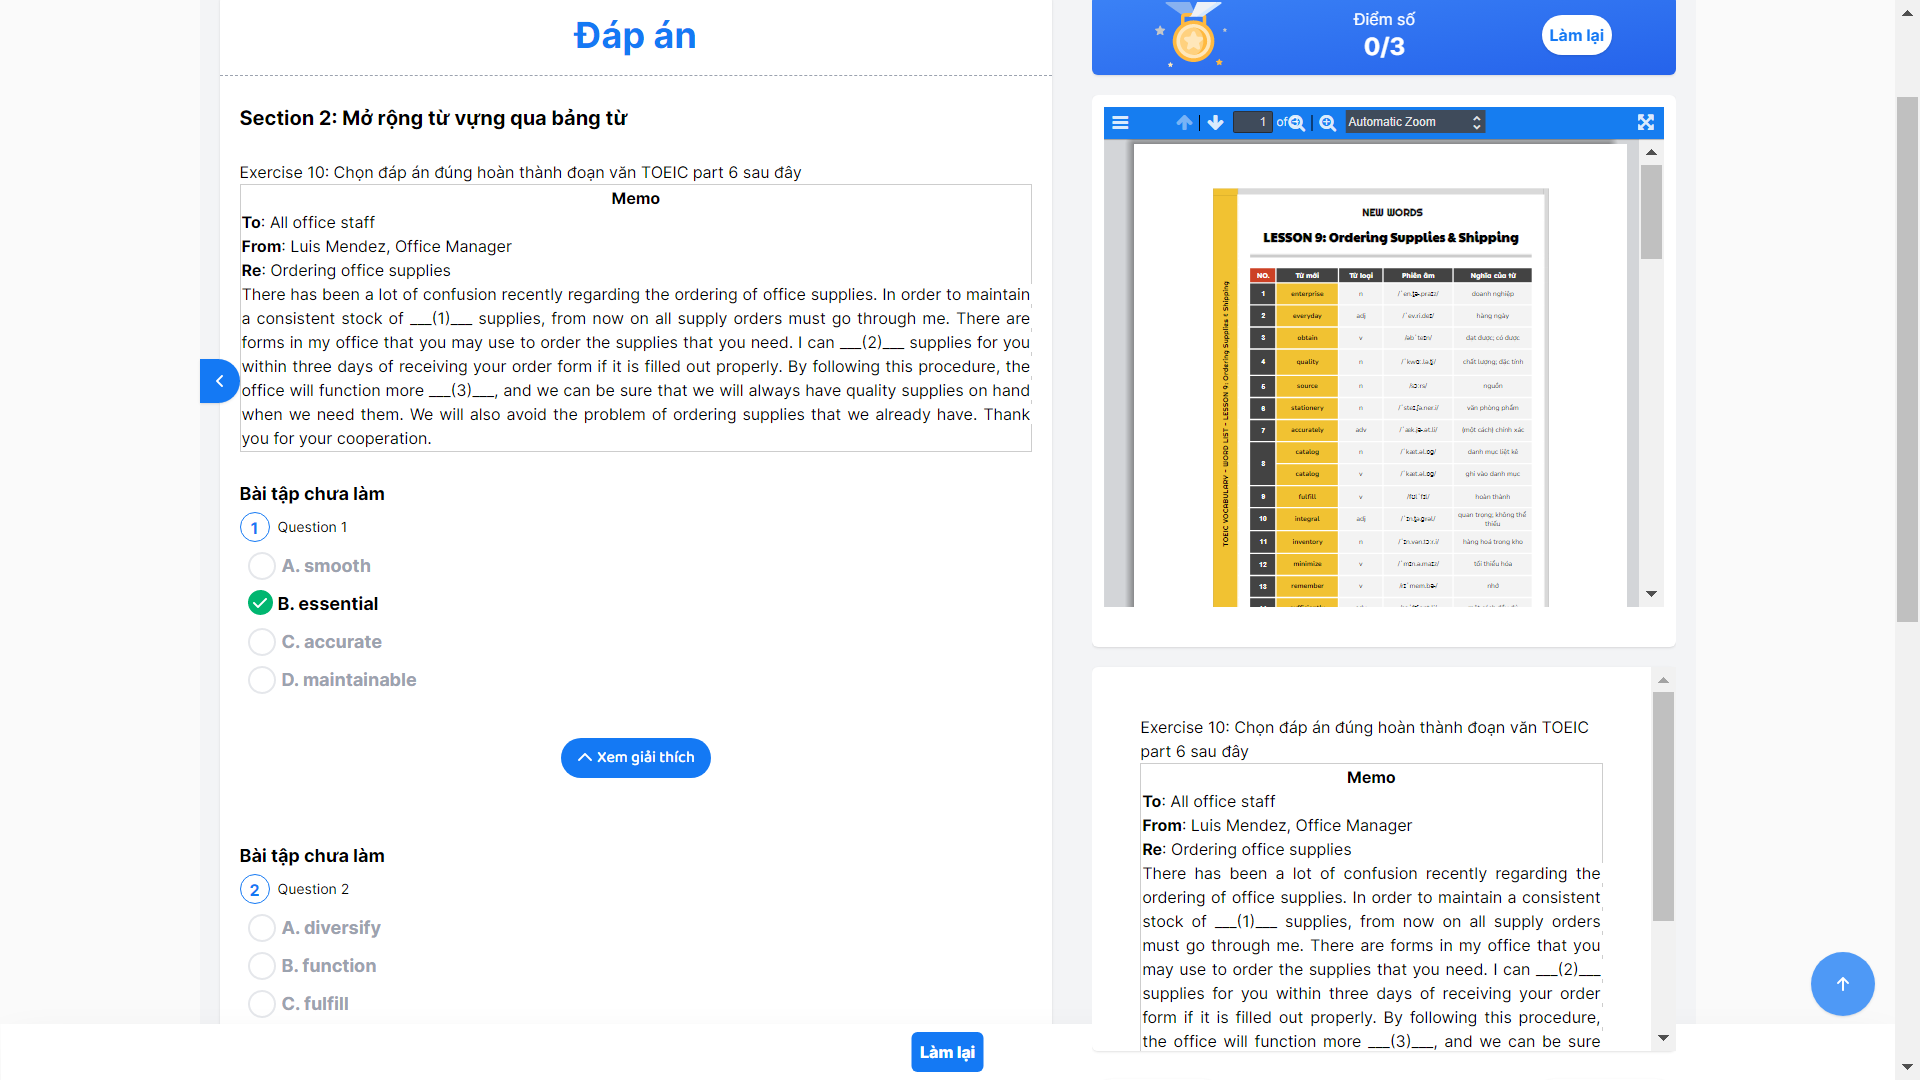 Đáp án
Section 2: Mở rộng từ vựng qua bảng từ
Exercise 10: Chọn đáp án đúng hoàn thành đoạn văn TOEIC part 6 sau đây
Memo
To: All office staff
From: Luis Mendez, Office Manager
Re: Ordering office supplies
There has been a lot of confusion recently regarding the ordering of office supplies. In order to maintain
a consistent stock of ___(1)___ supplies, from now on all supply orders must go through me. There are
forms in my office that you may use to order the supplies that you need. I can ___(2)___ supplies for you
within three days of receiving your order form if it is filled out properly. By following this procedure, the
office will function more ___(3)___, and we can be sure that we will always have quality supplies on hand
when we need them. We will also avoid the problem of ordering supplies that we already have. Thank
you for your cooperation.
Bài tập chưa làm
1 Question 1
A. smooth
B. essential
C. accurate
D. maintainable
Xem giải thích
Bài tập chưa làm
2 Question 2
A. diversify
B. function
C. fulfill
Làm lại
Điểm số
0/3
Làm lại
1 of
Automatic Zoom
TOEIC VOCABULARY - WORD LIST - LESSON 9: Ordering Supplies & Shipping
NEW WORDS
LESSON 9: Ordering Supplies & Shipping
NO. Từ mới Từ loại Phiên âm Nghĩa của từ
1 enterprise n doanh nghiệp
2 everyday adj hàng ngày
3 obtain v đạt được; có được
4 quality n chất lượng; đặc tính
5 source n nguồn
6 stationery n văn phòng phẩm
7 accurately adv (một cách) chính xác
8 catalog n danh mục liệt kê
catalog v ghi vào danh mục
9 fulfill v hoàn thành
10 integral adj quan trọng; không thể thiếu
11 inventory n hàng hoá trong kho
12 minimize v tối thiểu hóa
13 remember v nhớ
Exercise 10: Chọn đáp án đúng hoàn thành đoạn văn TOEIC
part 6 sau đây
Memo
To: All office staff
From: Luis Mendez, Office Manager
Re: Ordering office supplies
There has been a lot of confusion recently regarding the
ordering of office supplies. In order to maintain a consistent
stock of ___(1)___ supplies, from now on all supply orders
must go through me. There are forms in my office that you
may use to order the supplies that you need. I can ___(2)___
supplies for you within three days of receiving your order
form if it is filled out properly. By following this procedure,
the office will function more ___(3)___, and we can be sure